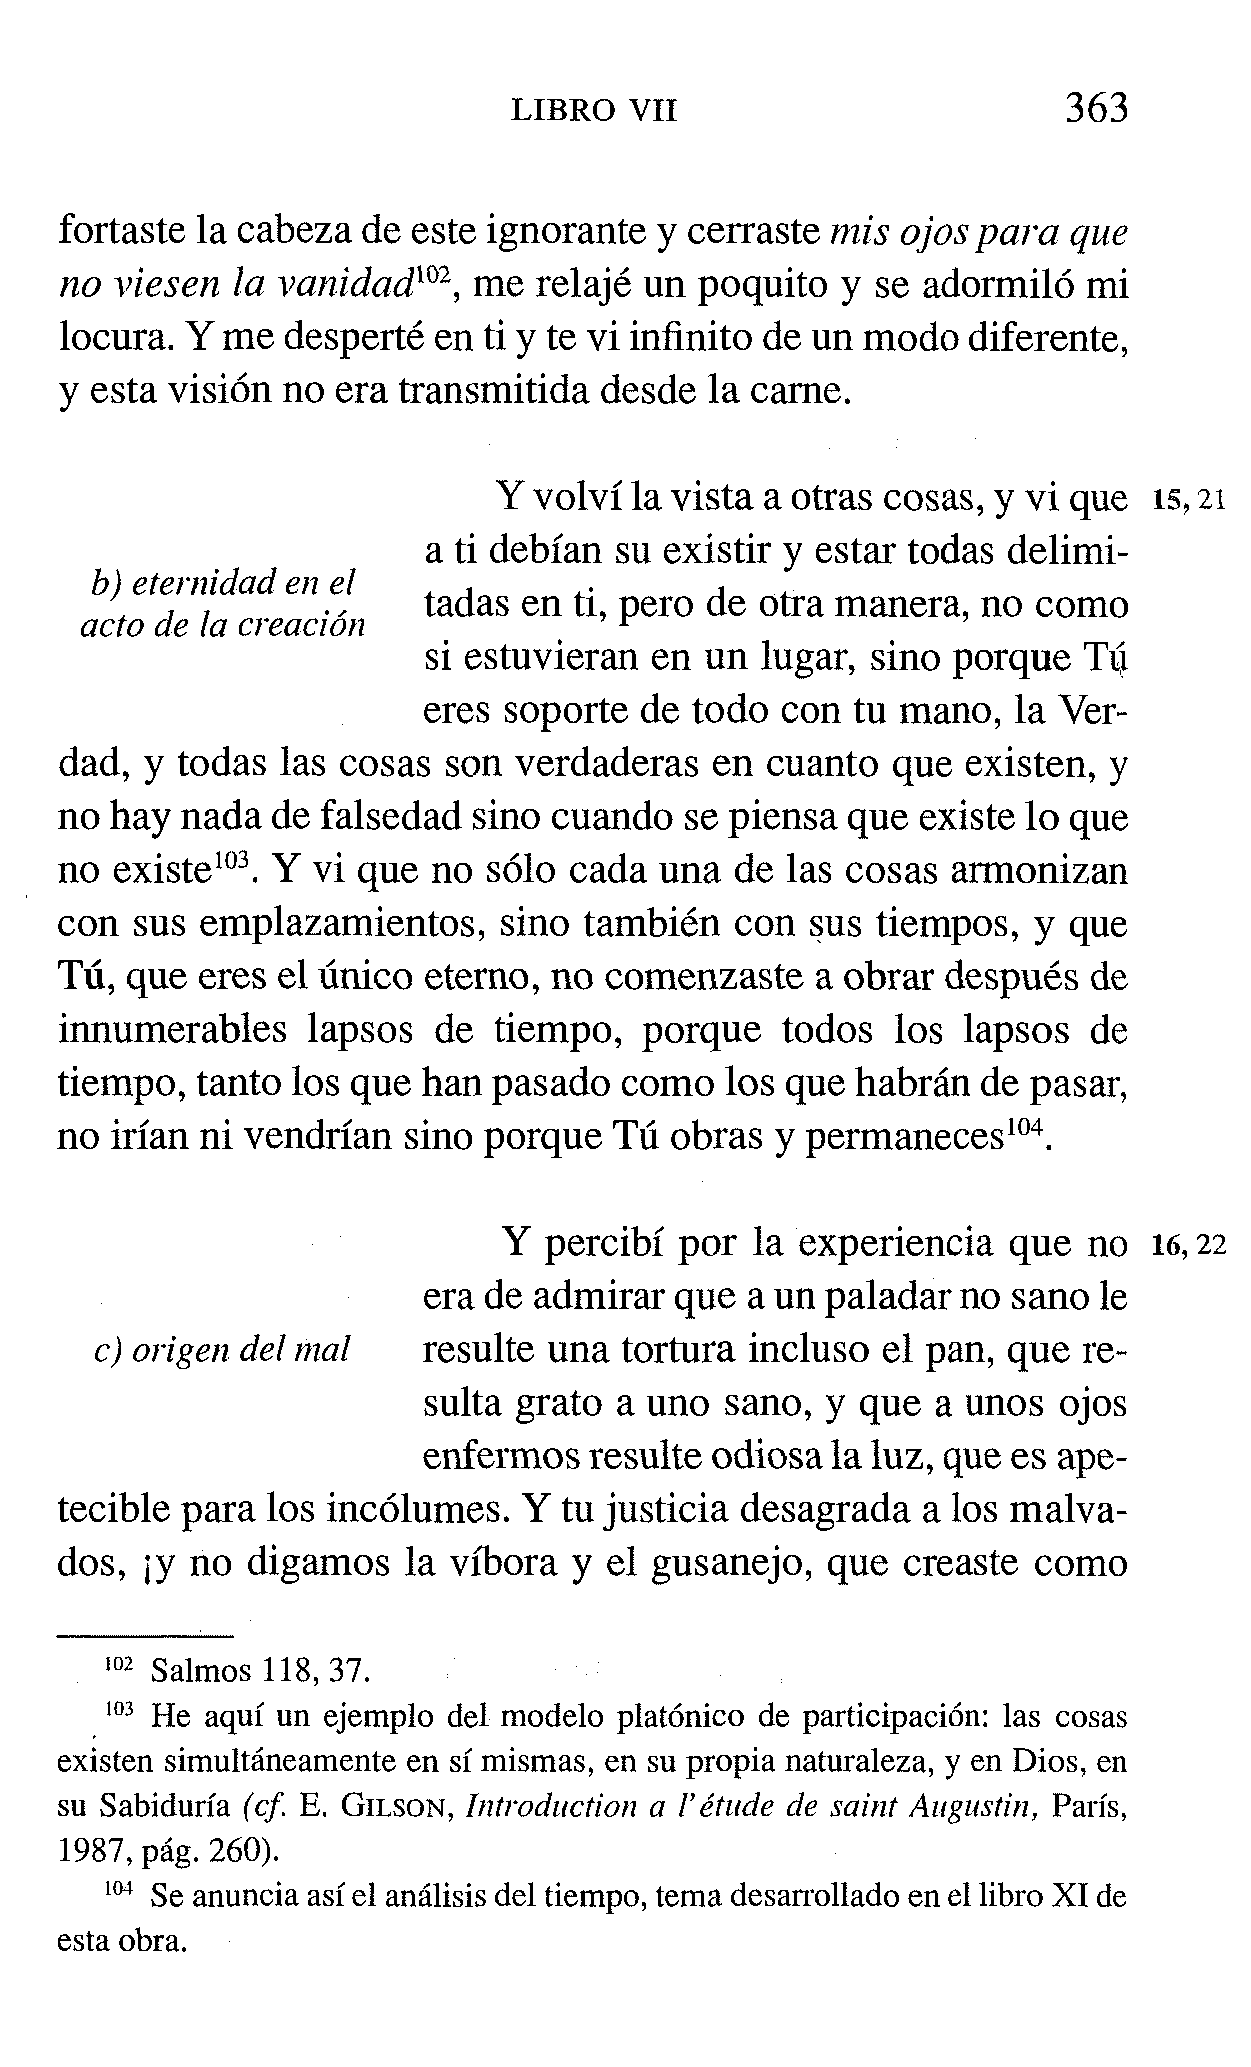 LIBRO VII 363
fortaste la cabeza de este ignorante y cerraste mis ojos para que
no viesen la vanidad¹⁰², me relajé un poquito y se adormiló mi
locura. Y me desperté en ti y te vi infinito de un modo diferente,
y esta visión no era transmitida desde la carne.
Y volví la vista a otras cosas, y vi que 15, 21
a ti debían su existir y estar todas delimi-
b) eternidad en el
acto de la creación
tadas en ti, pero de otra manera, no como
si estuvieran en un lugar, sino porque Tú
eres soporte de todo con tu mano, la Ver-
dad, y todas las cosas son verdaderas en cuanto que existen, y
no hay nada de falsedad sino cuando se piensa que existe lo que
no existe¹⁰³. Y vi que no sólo cada una de las cosas armonizan
con sus emplazamientos, sino también con sus tiempos, y que
Tú, que eres el único eterno, no comenzaste a obrar después de
innumerables lapsos de tiempo, porque todos los lapsos de
tiempo, tanto los que han pasado como los que habrán de pasar,
no irían ni vendrían sino porque Tú obras y permaneces¹⁰⁴.
Y percibí por la experiencia que no 16, 22
era de admirar que a un paladar no sano le
c) origen del mal
resulte una tortura incluso el pan, que re-
sulta grato a uno sano, y que a unos ojos
enfermos resulte odiosa la luz, que es ape-
tecible para los incólumes. Y tu justicia desagrada a los malva-
dos, ¡y no digamos la víbora y el gusanejo, que creaste como
¹⁰² Salmos 118, 37.
¹⁰³ He aquí un ejemplo del modelo platónico de participación: las cosas
existen simultáneamente en sí mismas, en su propia naturaleza, y en Dios, en
su Sabiduría (cf. E. GILSON, Introduction a l'étude de saint Augustin, París,
1987, pág. 260).
¹⁰⁴ Se anuncia así el análisis del tiempo, tema desarrollado en el libro XI de
esta obra.